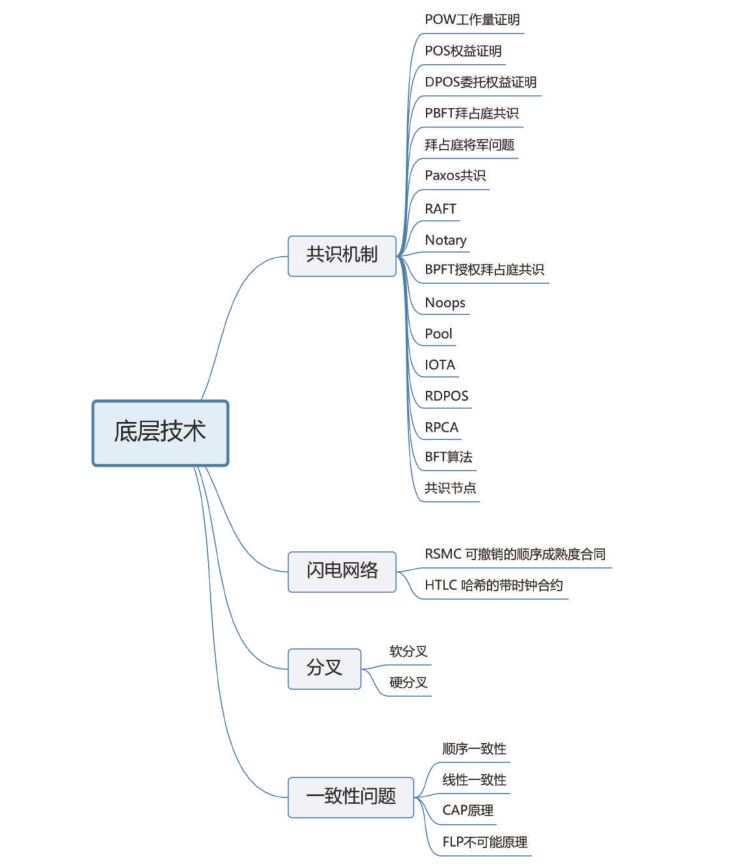 底层技术
共识机制
POW工作量证明
POS权益证明
DPOS委托权益证明
PBFT拜占庭共识
拜占庭将军问题
Paxos共识
RAFT
Notary
BPFT授权拜占庭共识
Noops
Pool
IOTA
RDPOS
RPCA
BFT算法
共识节点
闪电网络
RSMC 可撤销的顺序成熟度合同
HTLC 哈希的带时钟合约
分叉
软分叉
硬分叉
一致性问题
顺序一致性
线性一致性
CAP原理
FLP不可能原理